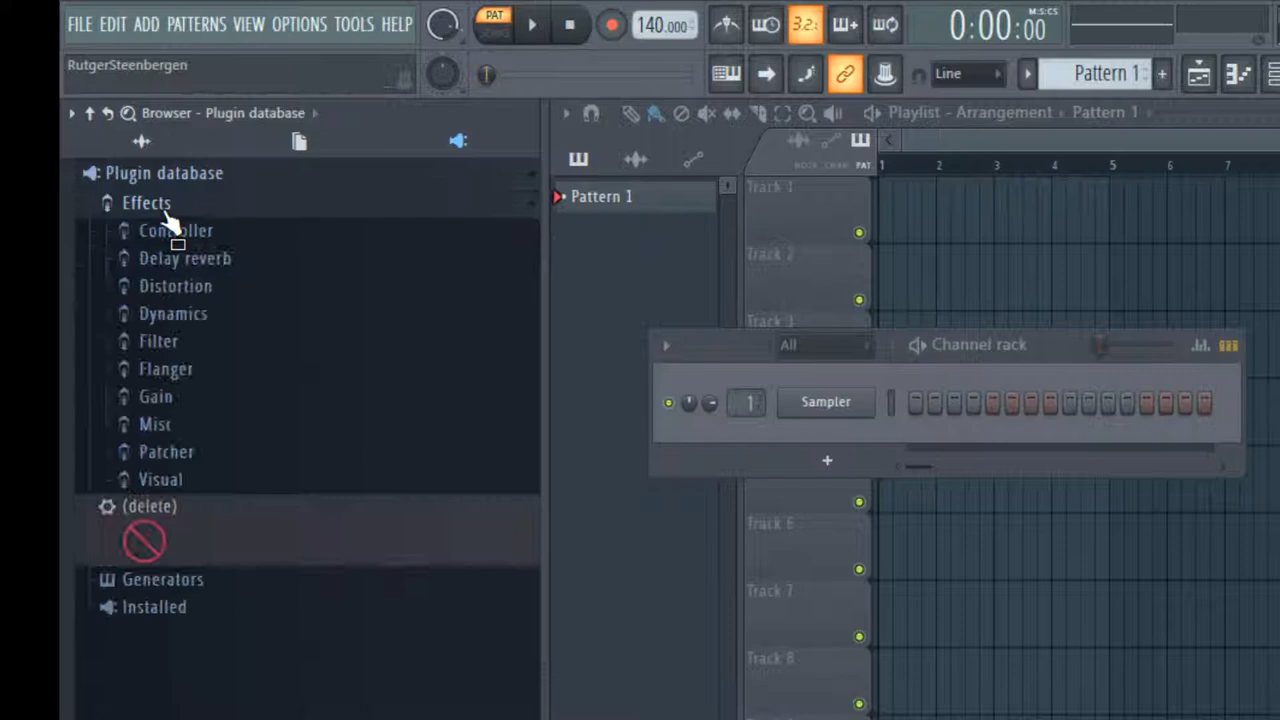 FILE EDIT ADD PATTERNS VIEW OPTIONS TOOLS HELP
PAT
140.000
3.2.
0:00:00
M:S:CS
RutgerSteenbergen
Line
Pattern 1
Browser - Plugin database
Playlist - Arrangement
Pattern 1
PAT
1 2 3 4 5 6 7
Plugin database
Effects
Controller
Delay reverb
Distortion
Dynamics
Filter
Flanger
Gain
Misc
Patcher
Visual
(delete)
Generators
Installed
Pattern 1
Track 1
Track 2
Track 3
All
Channel rack
1
Sampler
Track 6
Track 7
Track 8